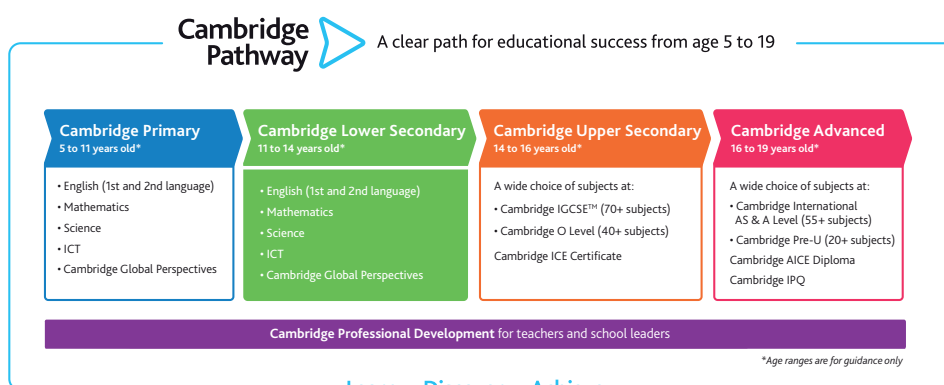 Cambridge
Pathway
A clear path for educational success from age 5 to 19
Cambridge Primary
5 to 11 years old*
• English (1st and 2nd language)
• Mathematics
• Science
• ICT
• Cambridge Global Perspectives
Cambridge Lower Secondary
11 to 14 years old*
• English (1st and 2nd language)
• Mathematics
• Science
• ICT
• Cambridge Global Perspectives
Cambridge Upper Secondary
14 to 16 years old*
A wide choice of subjects at:
• Cambridge IGCSE™ (70+ subjects)
• Cambridge O Level (40+ subjects)
Cambridge ICE Certificate
Cambridge Advanced
16 to 19 years old*
A wide choice of subjects at:
• Cambridge International
AS & A Level (55+ subjects)
• Cambridge Pre-U (20+ subjects)
Cambridge AICE Diploma
Cambridge IPQ
Cambridge Professional Development for teachers and school leaders
*Age ranges are for guidance only